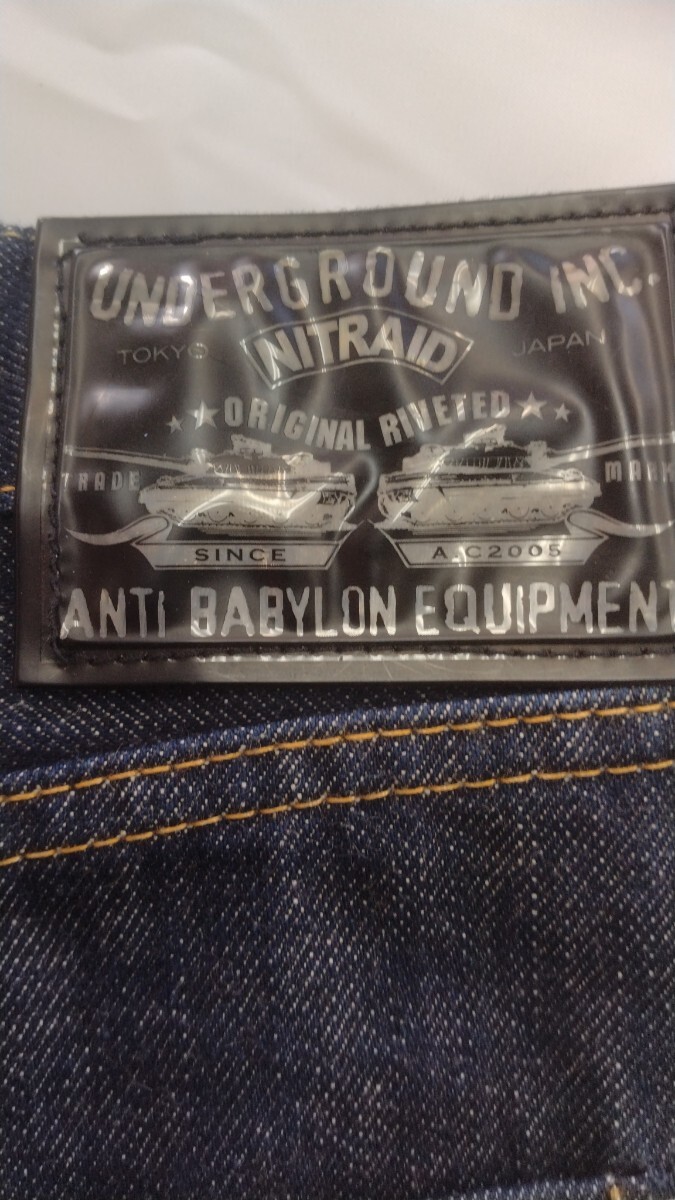 UNDERGROUND INC.
TOKYO NITRAID JAPAN
ORIGINAL RIVETED
TRADE MARK
SINCE A.C2005
ANTI BABYLON EQUIPMENT